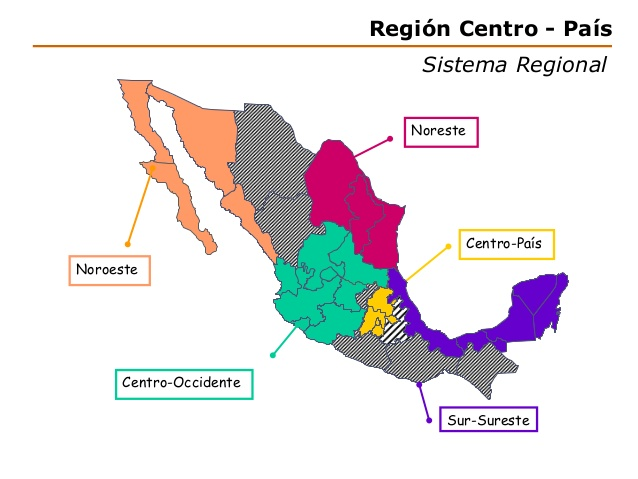 Región Centro - País
Sistema Regional
Noreste
Centro-País
Noroeste
Centro-Occidente
Sur-Sureste